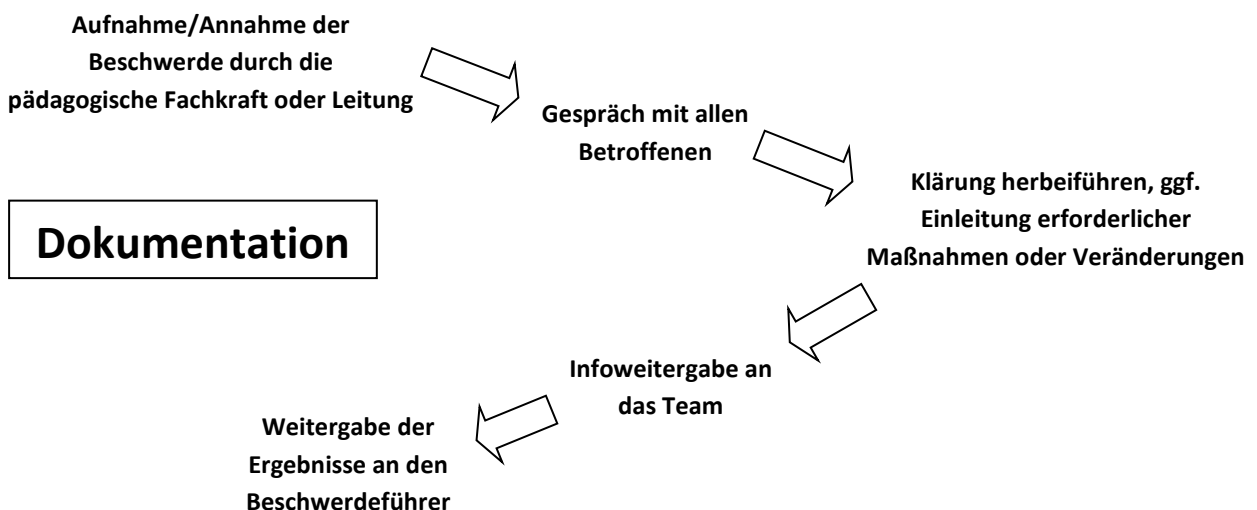 Aufnahme/Annahme der
Beschwerde durch die
pädagogische Fachkraft oder Leitung
Gespräch mit allen
Betroffenen
Klärung herbeiführen, ggf.
Einleitung erforderlicher
Maßnahmen oder Veränderungen
Dokumentation
Infoweitergabe an
das Team
Weitergabe der
Ergebnisse an den
Beschwerdeführer